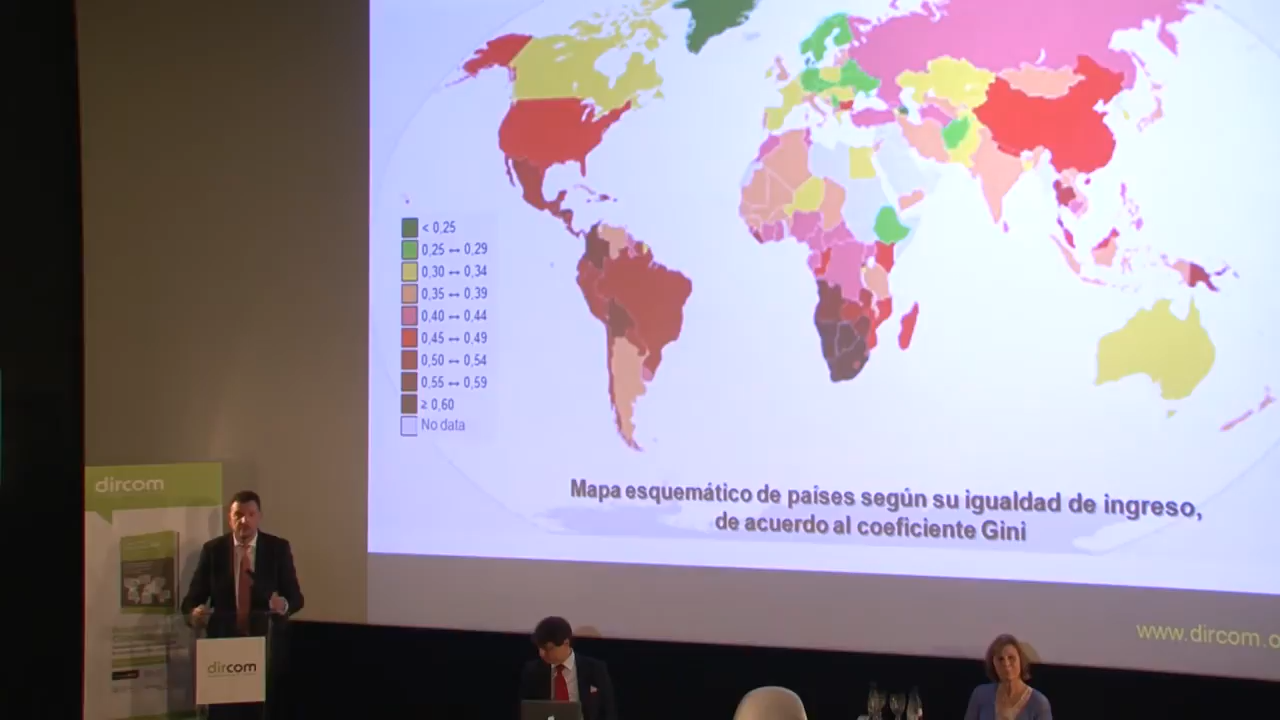 < 0,25
0,25 ↔ 0,29
0,30 ↔ 0,34
0,35 ↔ 0,39
0,40 ↔ 0,44
0,45 ↔ 0,49
0,50 ↔ 0,54
0,55 ↔ 0,59
≥ 0,60
No data
Mapa esquemático de países según su igualdad de ingreso,
de acuerdo al coeficiente Gini
www.dircom.
dircom
dircom